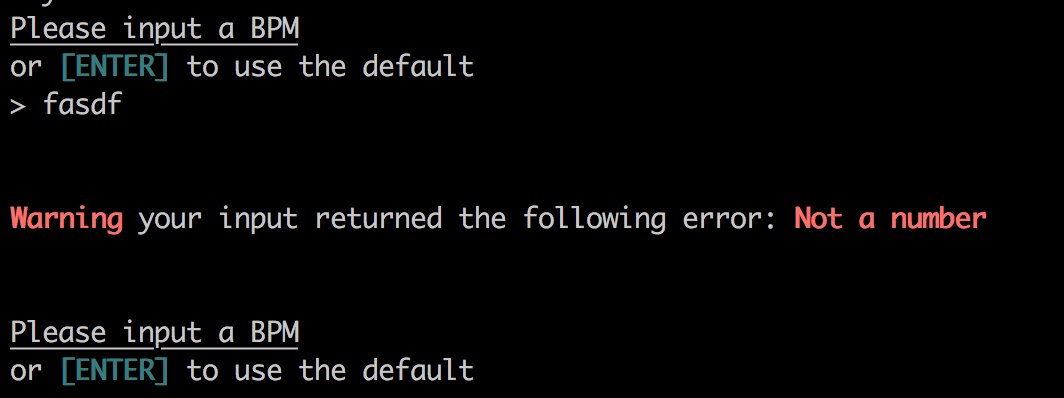 Please input a BPM
or [ENTER] to use the default
> fasdf
Warning your input returned the following error: Not a number
Please input a BPM
or [ENTER] to use the default